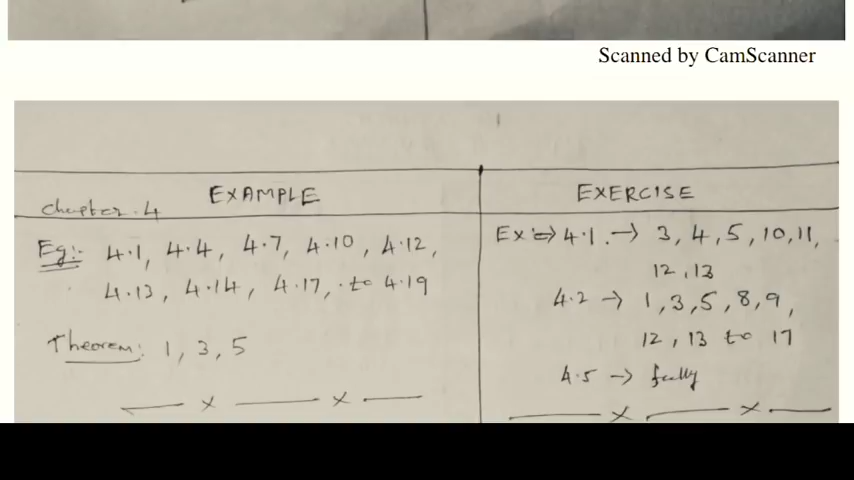 Scanned by CamScanner
chapter. 4
EXAMPLE
Eg:- 4.1, 4.4, 4.7, 4.10, 4.12,
4.13, 4.14, 4.17, to 4.19
Theorem: 1, 3, 5
EXERCISE
Ex:⇒ 4.1. → 3, 4, 5, 10, 11,
12, 13
4.2 → 1, 3, 5, 8, 9,
12, 13 to 17
4.5 → fully